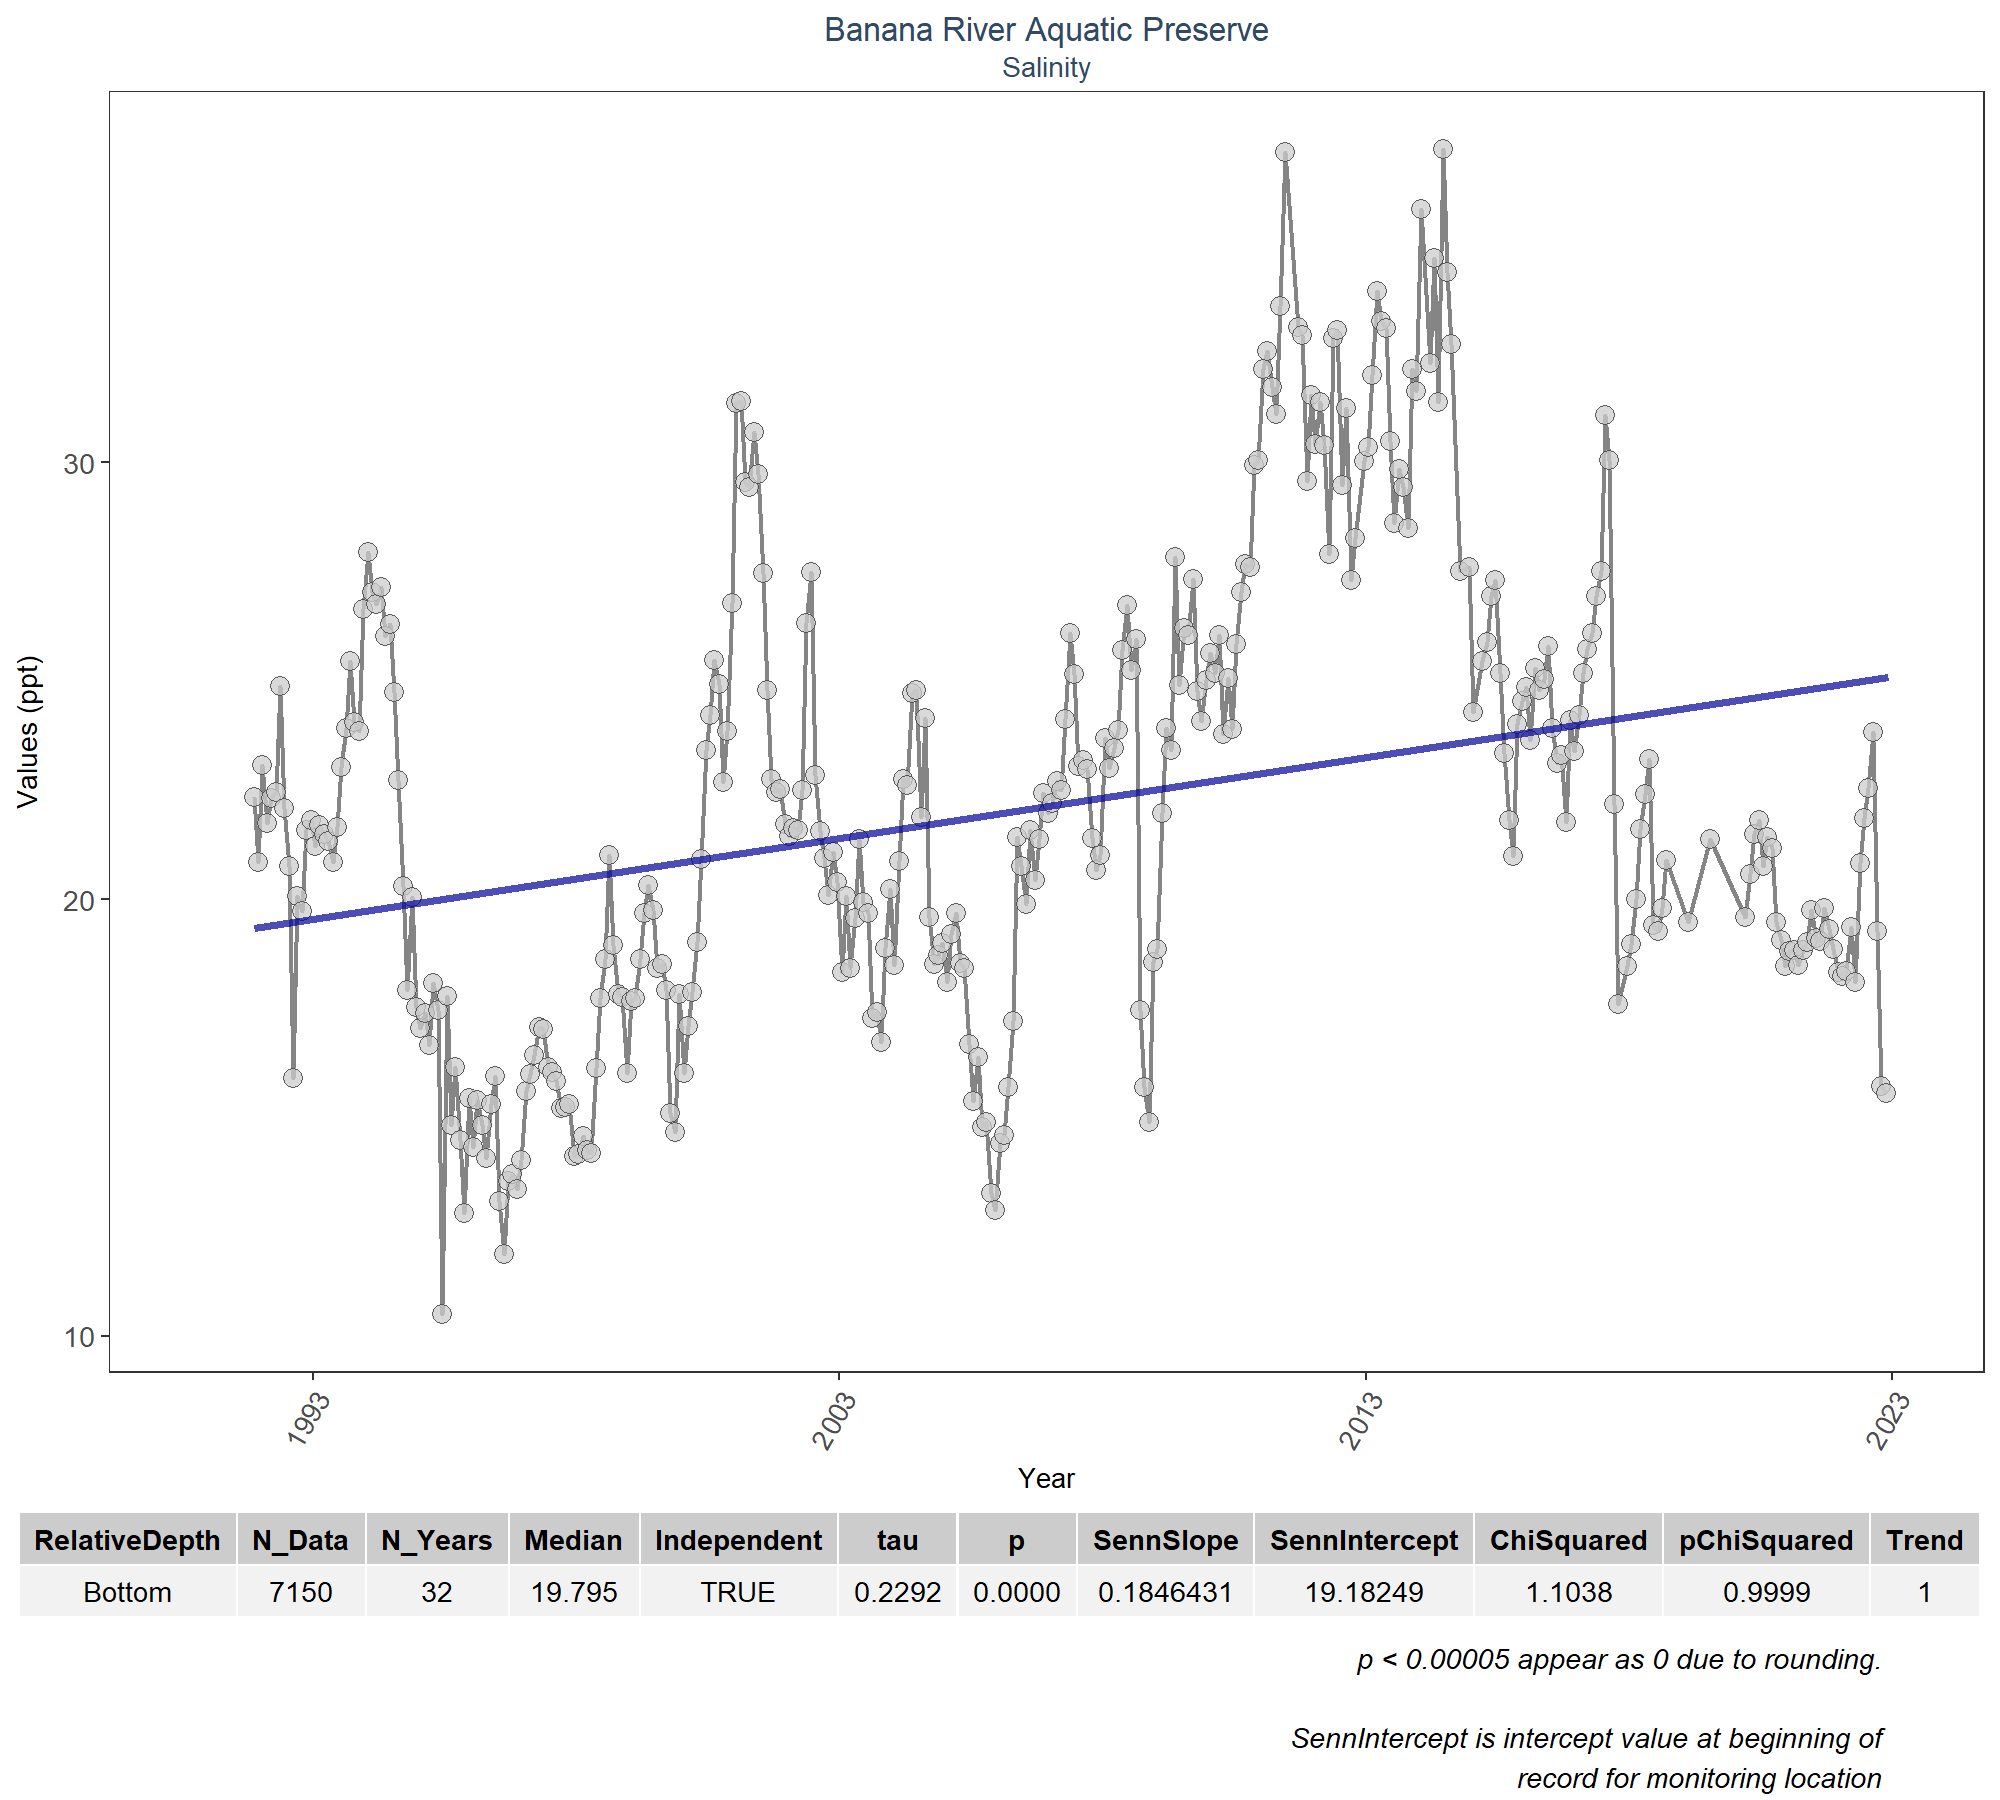 Banana River Aquatic Preserve
Salinity
Values (ppt)
30
20
10
1993 2003 2013 2023
Year
RelativeDepth N_Data N_Years Median Independent tau p SennSlope SennIntercept ChiSquared pChiSquared Trend
Bottom 7150 32 19.795 TRUE 0.2292 0.0000 0.1846431 19.18249 1.1038 0.9999 1
p < 0.00005 appear as 0 due to rounding.
SennIntercept is intercept value at beginning of
record for monitoring location